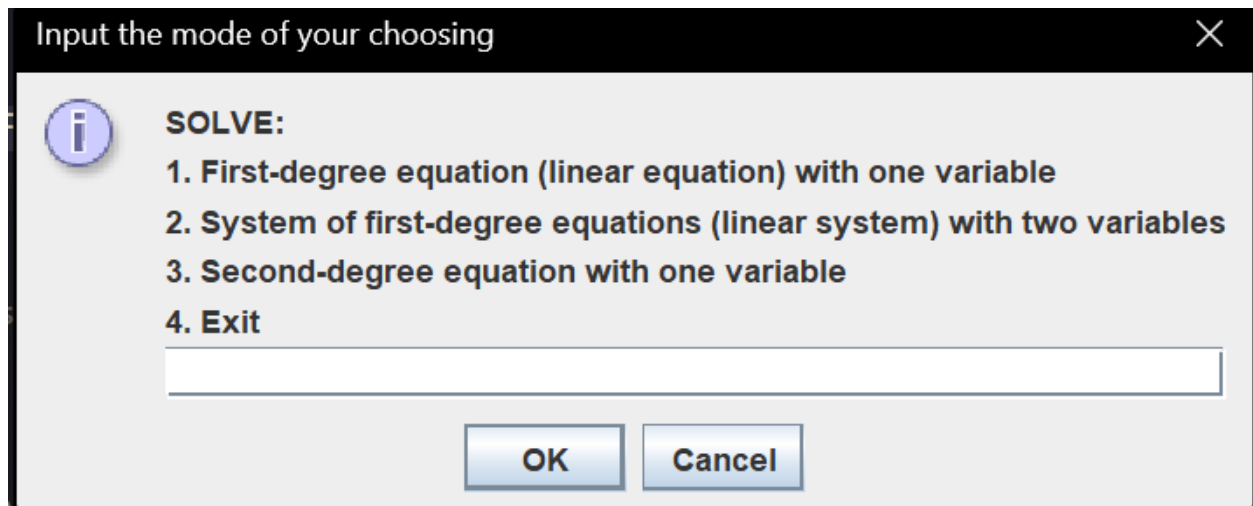 Input the mode of your choosing
SOLVE:
1. First-degree equation (linear equation) with one variable
2. System of first-degree equations (linear system) with two variables
3. Second-degree equation with one variable
4. Exit
OK Cancel